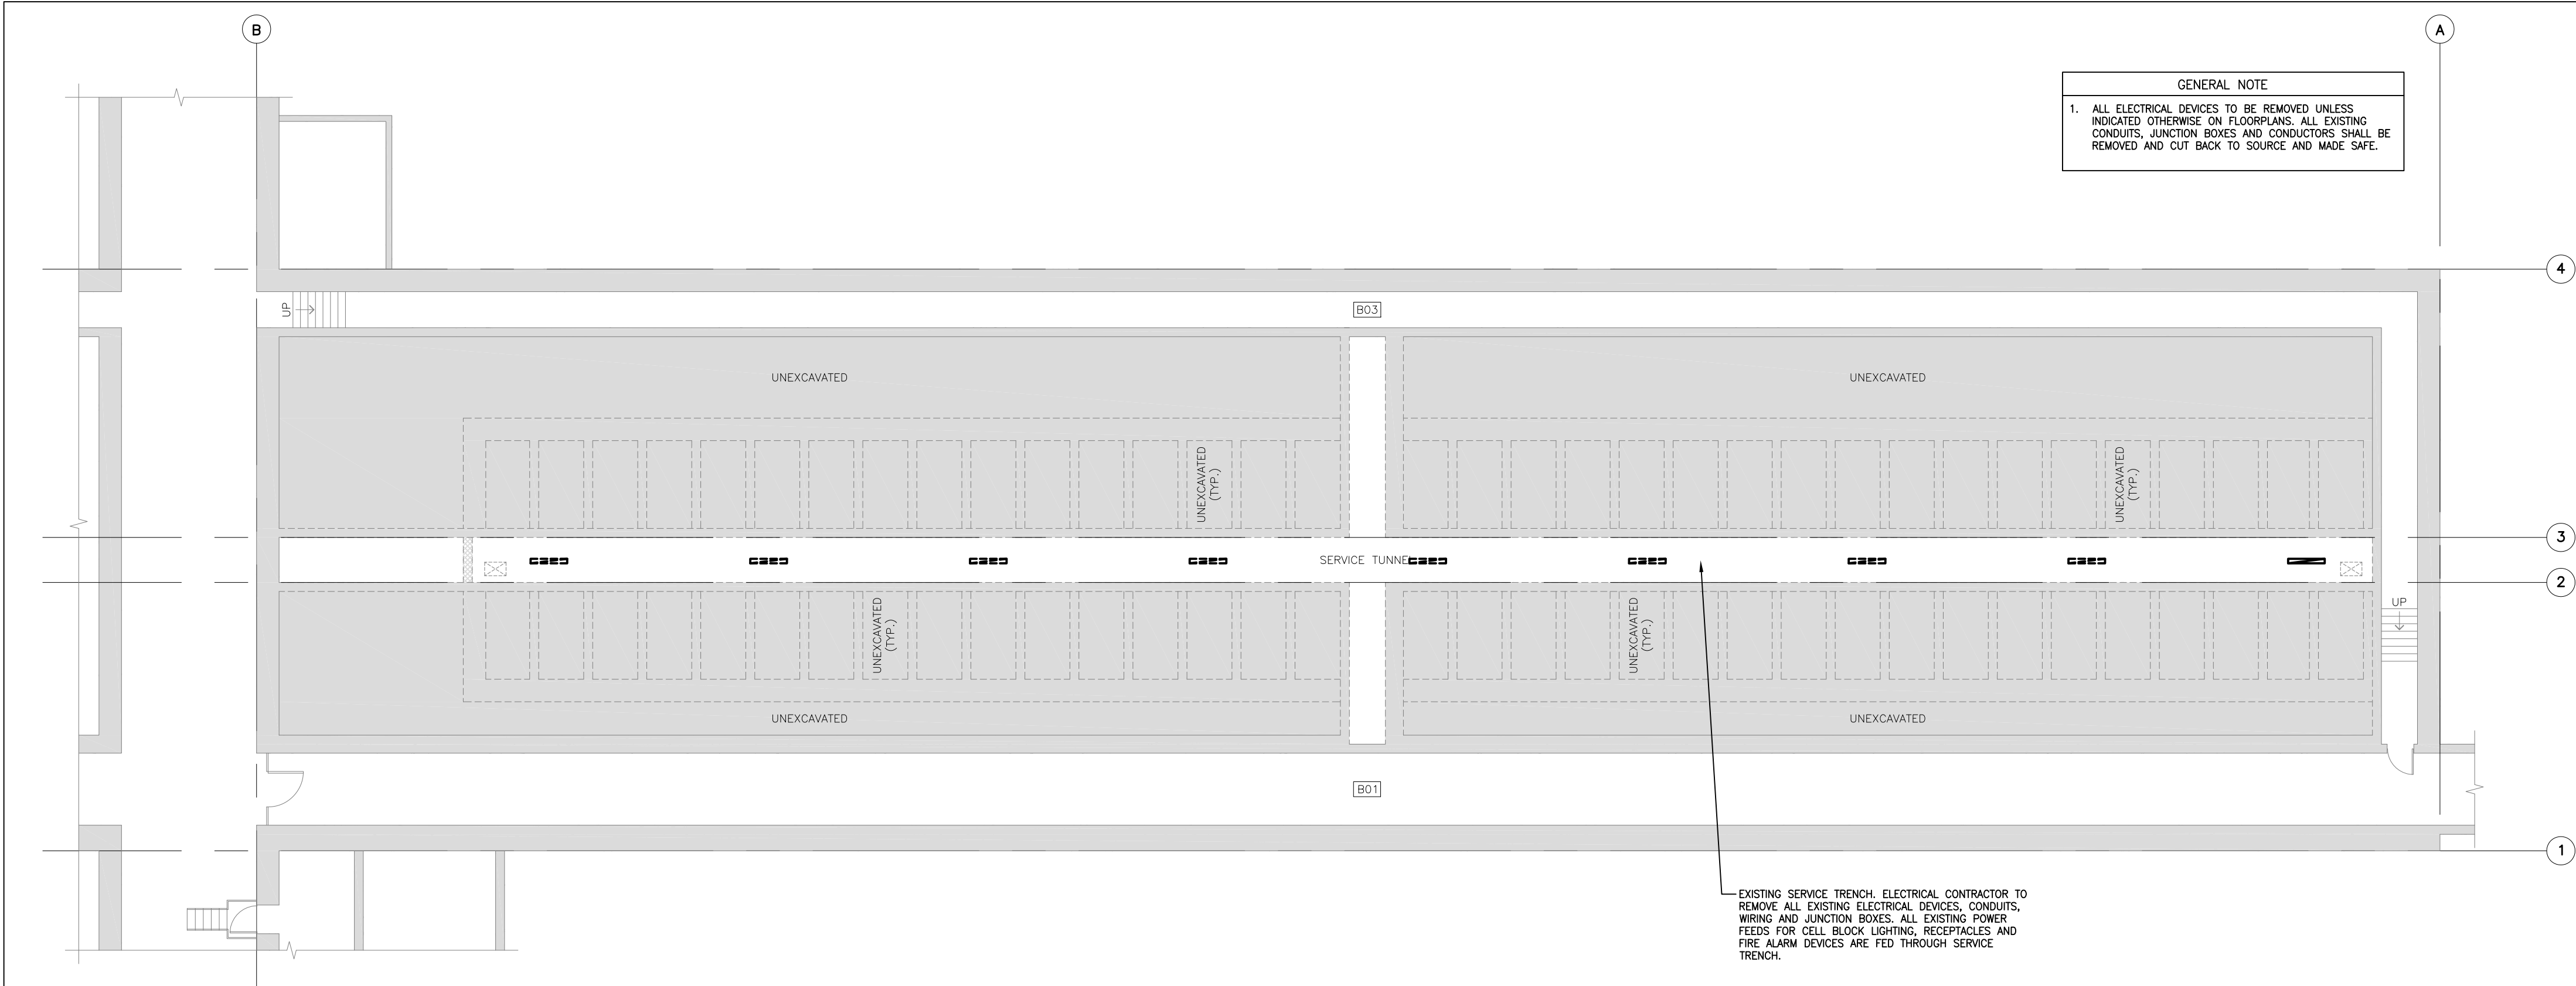 B
A
GENERAL NOTE
1. ALL ELECTRICAL DEVICES TO BE REMOVED UNLESS
INDICATED OTHERWISE ON FLOORPLANS. ALL EXISTING
CONDUITS, JUNCTION BOXES AND CONDUCTORS SHALL BE
REMOVED AND CUT BACK TO SOURCE AND MADE SAFE.
4
UP
B03
UNEXCAVATED
UNEXCAVATED
UNEXCAVATED
(TYP.)
UNEXCAVATED
(TYP.)
3
SERVICE TUNNEL
2
UP
UNEXCAVATED
(TYP.)
UNEXCAVATED
(TYP.)
UNEXCAVATED
UNEXCAVATED
B01
1
EXISTING SERVICE TRENCH. ELECTRICAL CONTRACTOR TO
REMOVE ALL EXISTING ELECTRICAL DEVICES, CONDUITS,
WIRING AND JUNCTION BOXES. ALL EXISTING POWER
FEEDS FOR CELL BLOCK LIGHTING, RECEPTACLES AND
FIRE ALARM DEVICES ARE FED THROUGH SERVICE
TRENCH.